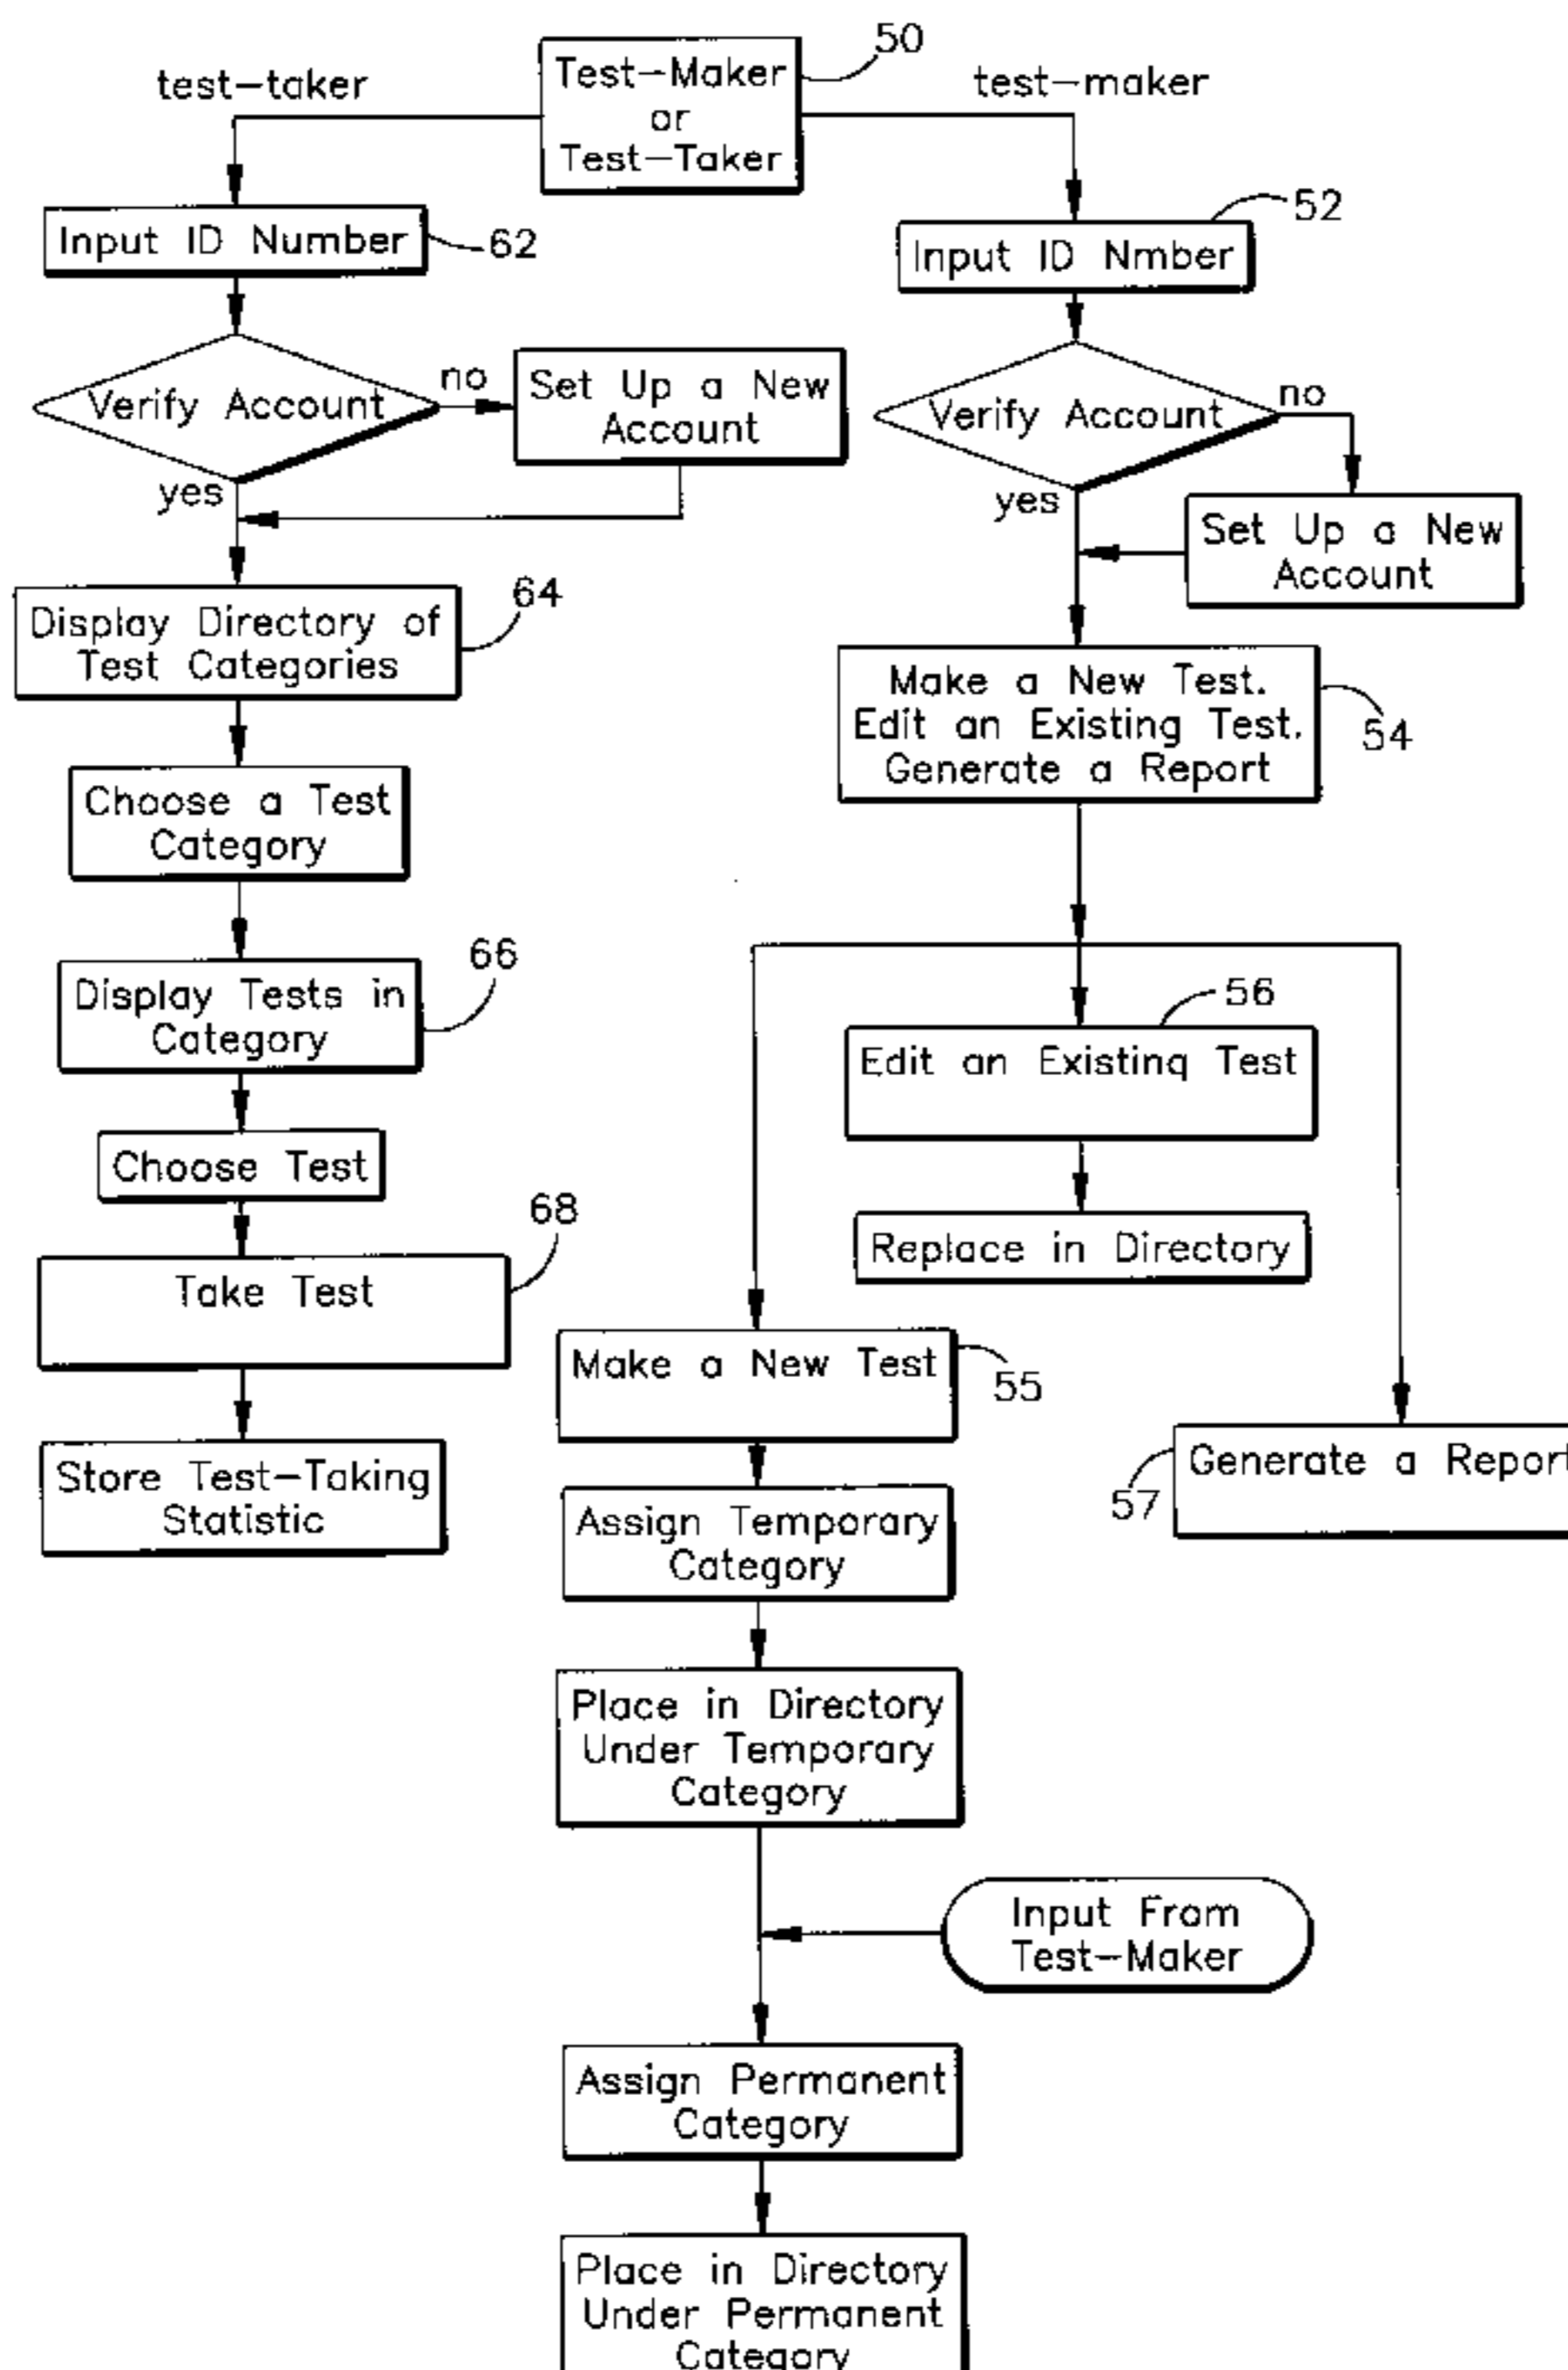 50
test-taker
Test-Maker
or
Test-Taker
test-maker
Input ID Number
62
52
Input ID Nmber
Verify Account
no
yes
Set Up a New
Account
Verify Account
no
yes
Set Up a New
Account
Display Directory of
Test Categories
64
Make a New Test.
Edit an Existing Test.
Generate a Report
54
Choose a Test
Category
Display Tests in
Category
66
56
Edit an Existing Test
Choose Test
Replace in Directory
Take Test
68
Make a New Test
55
Store Test-Taking
Statistic
Generate a Report
57
Assign Temporary
Category
Place in Directory
Under Temporary
Category
Input From
Test-Maker
Assign Permanent
Category
Place in Directory
Under Permanent
Category